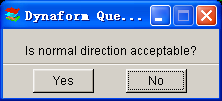 Dynaform Que...
Is normal direction acceptable?
Yes
No